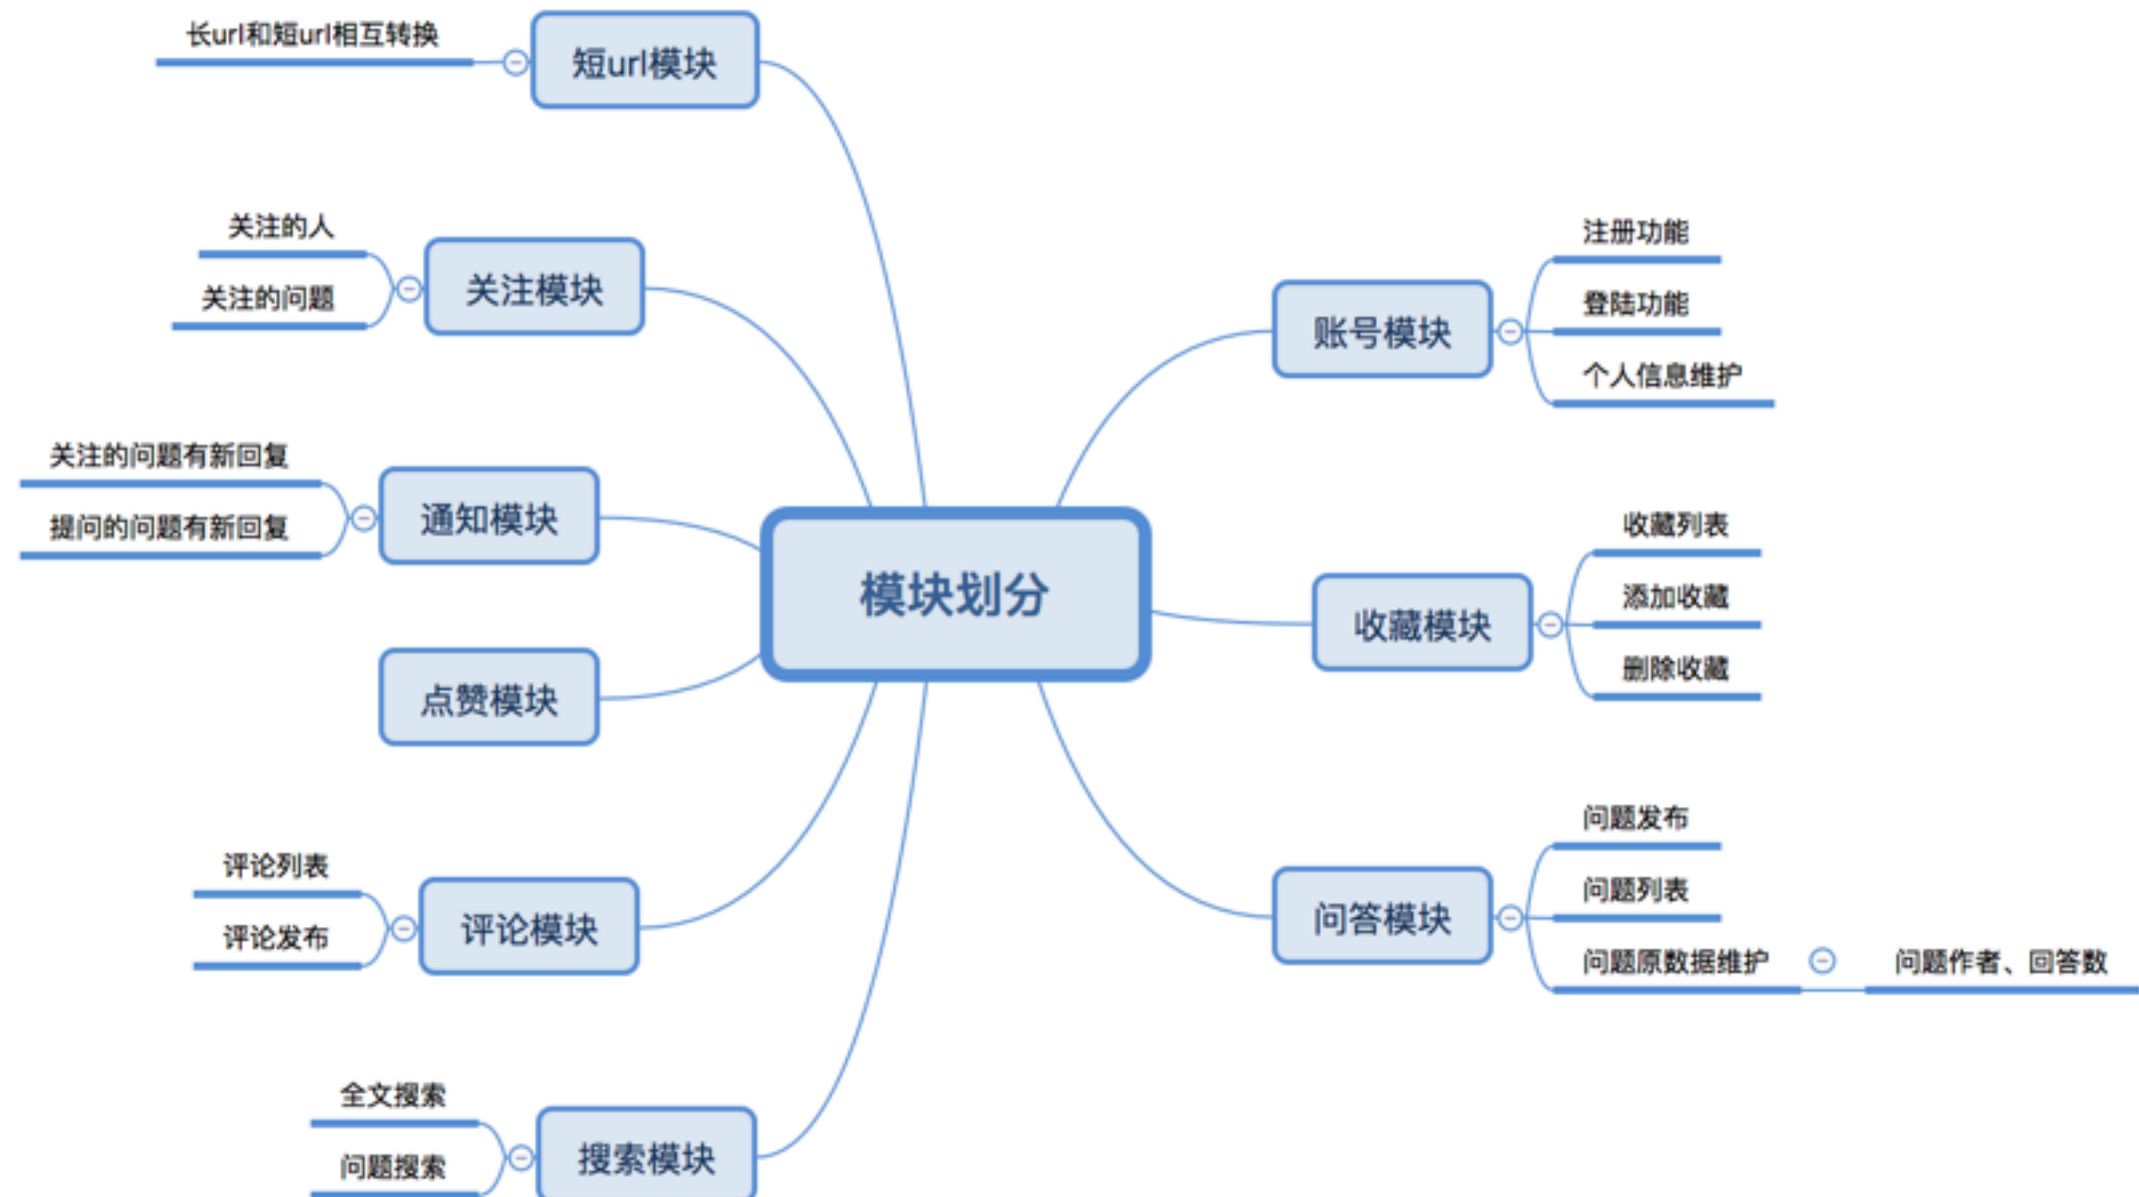 长url和短url相互转换
短url模块
关注的人
关注的问题
关注模块
关注的问题有新回复
提问的问题有新回复
通知模块
点赞模块
评论列表
评论发布
评论模块
全文搜索
问题搜索
搜索模块
模块划分
账号模块
注册功能
登陆功能
个人信息维护
收藏模块
收藏列表
添加收藏
删除收藏
问答模块
问题发布
问题列表
问题原数据维护
问题作者、回答数